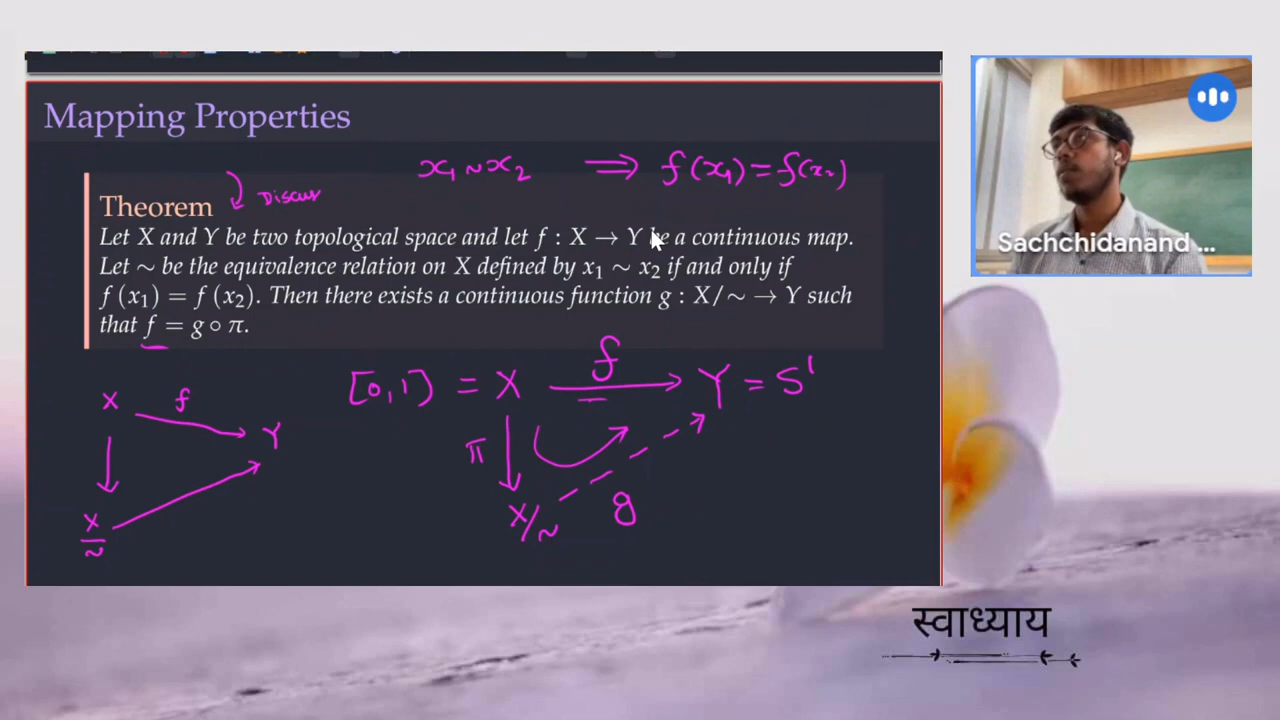 Mapping Properties
x₁ ~ x₂ ⟹ f(x₁) = f(x₂)
Discuss
Theorem
Let X and Y be two topological space and let f : X → Y be a continuous map.
Let ∼ be the equivalence relation on X defined by x₁ ∼ x₂ if and only if
f (x₁) = f (x₂). Then there exists a continuous function g : X/∼ → Y such
that f = g ∘ π.
X f Y
X/~
f
[0,1] = X → Y = S¹
π
X/~ g
Sachchidanand ...
स्वाध्याय